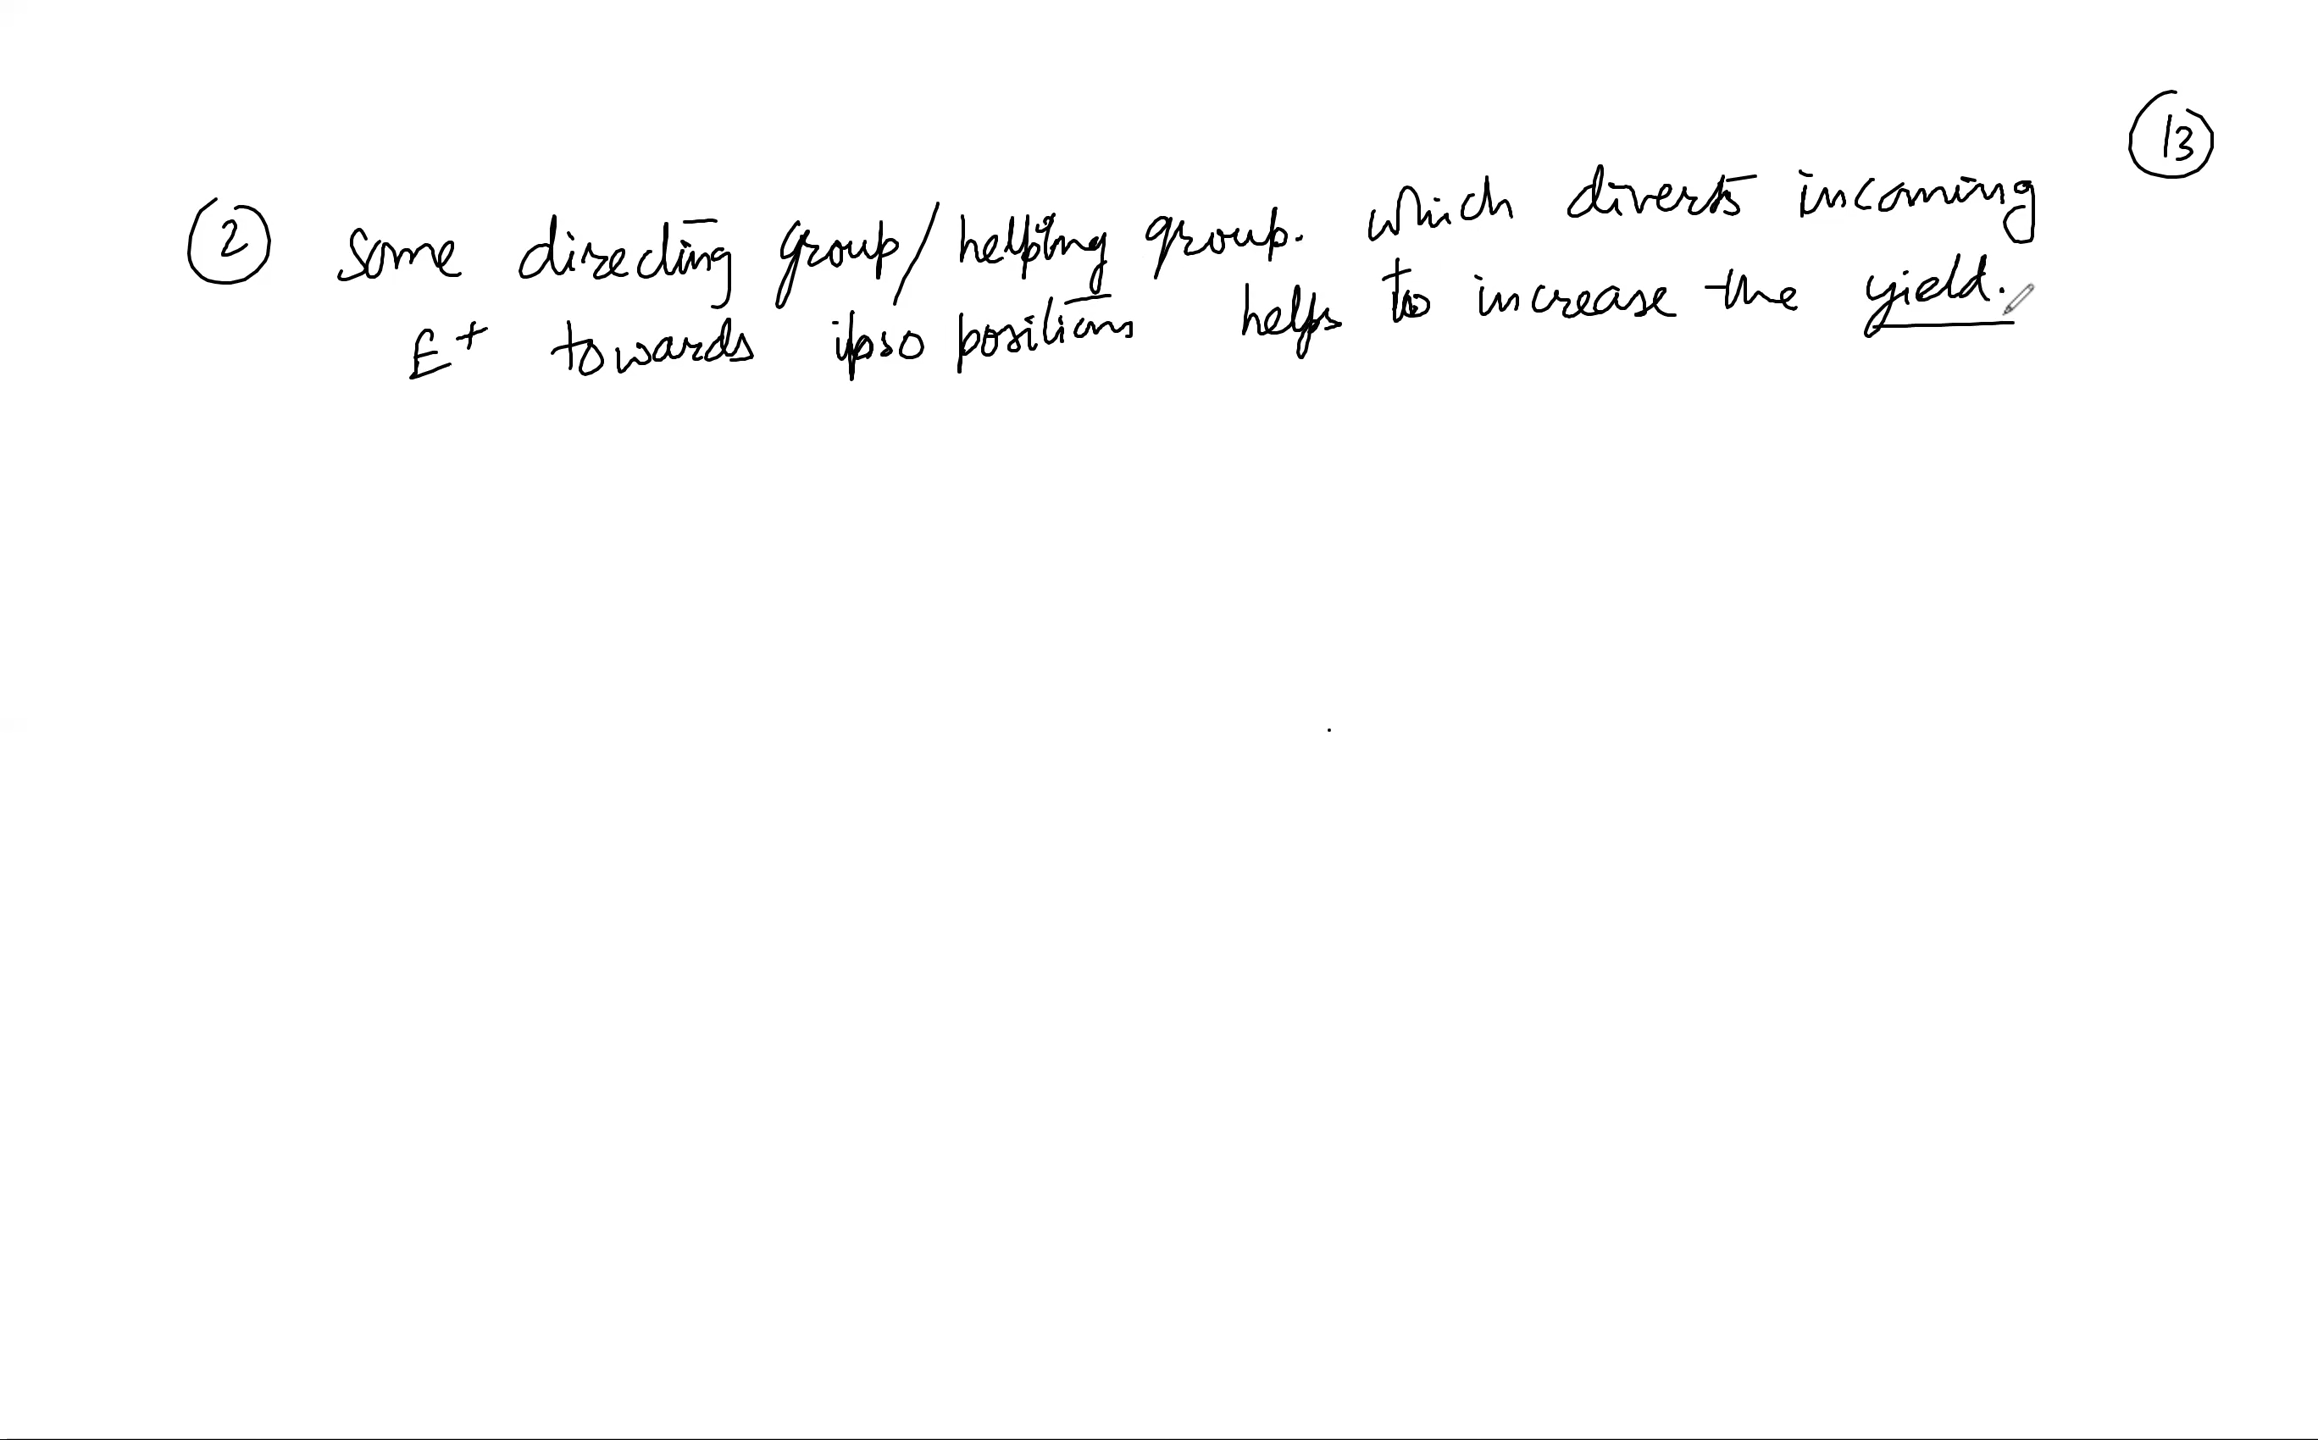 13
② some directing group/helping group. which diverts incoming
E+ towards ipso positions helps to increase the yield.